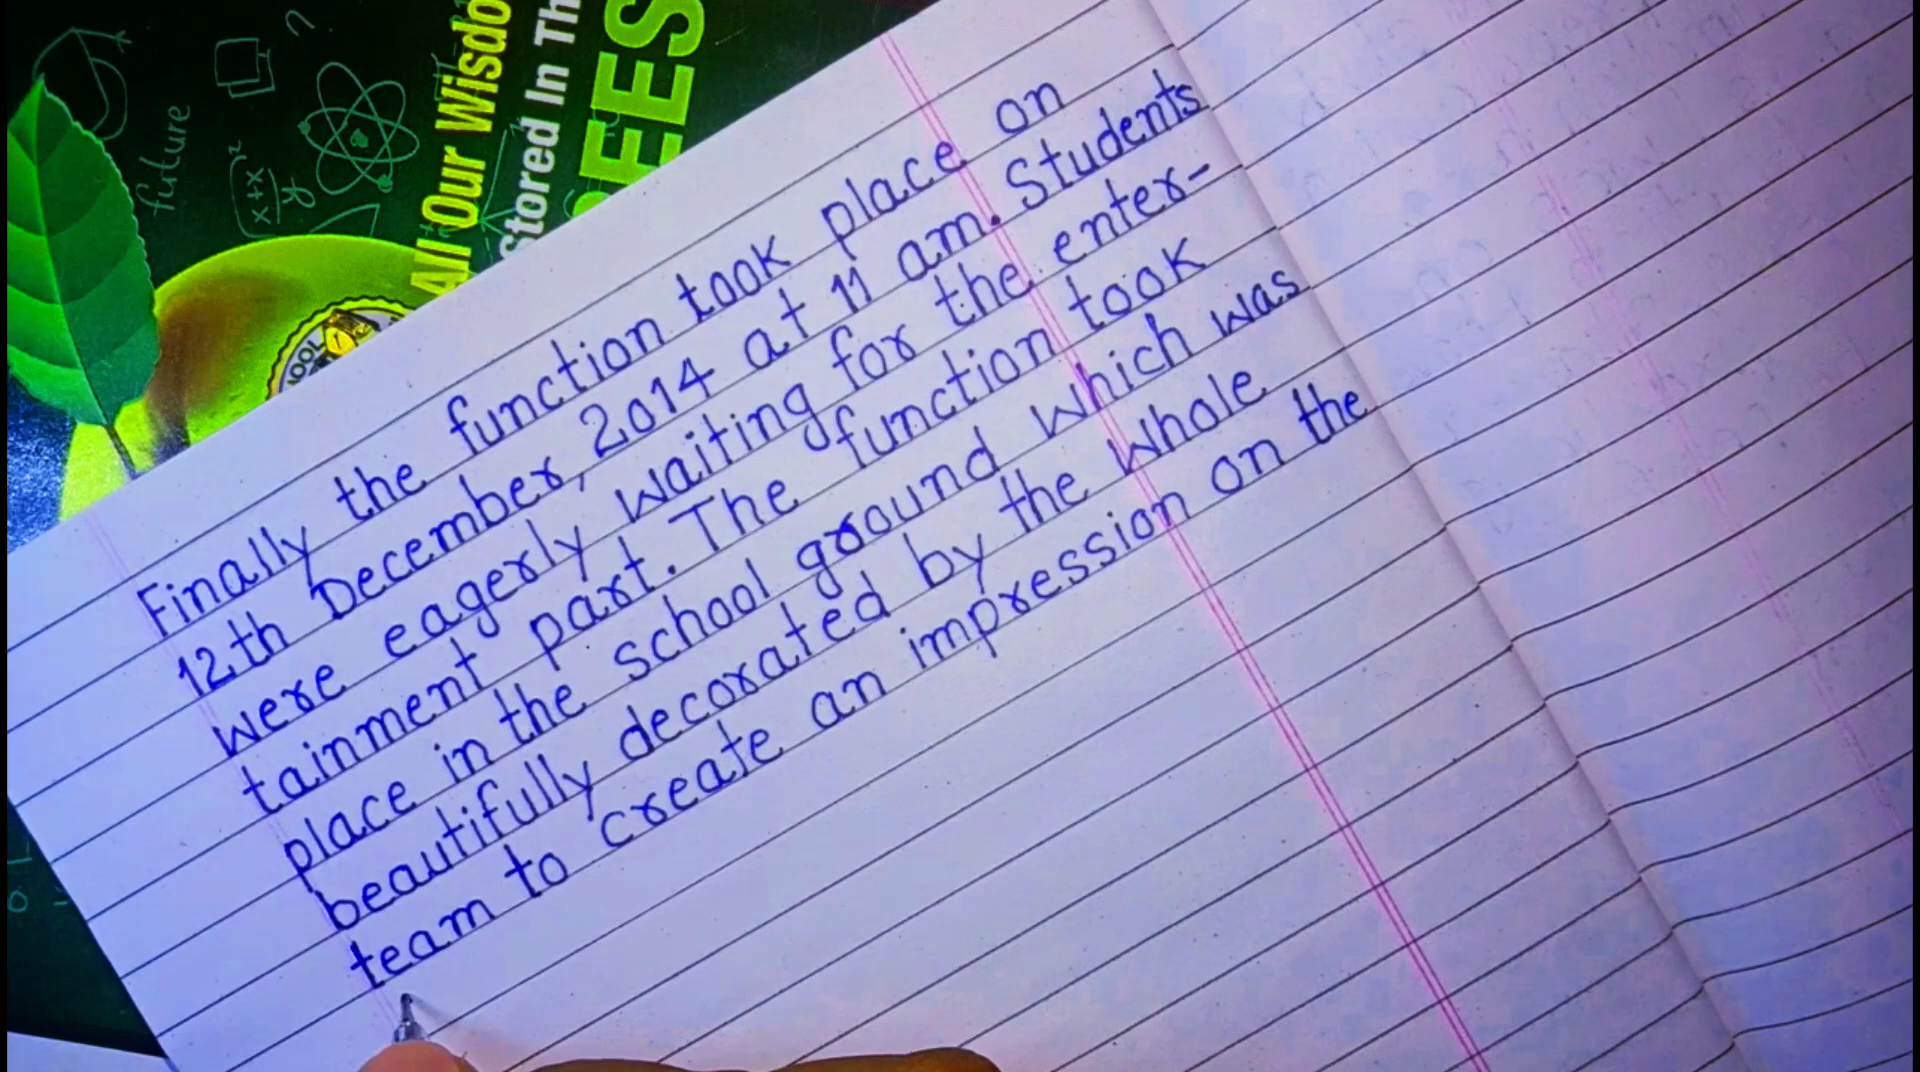 All Our Wisdo
Stored In Th
EES
future
Finally the function took place on
12th December, 2014 at 11 am. Students
were eagerly waiting for the enter-
tainment part. The function took
place in the school ground which was
beautifully decorated by the whole
team to create an impression on the